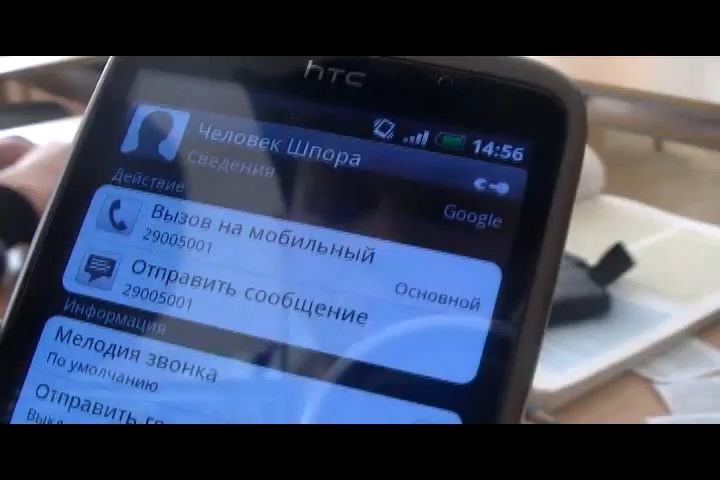 hTC
14:56
Человек Шпора
Сведения
Google
Действие
Вызов на мобильный
29005001
Основной
Отправить сообщение
29005001
Информация
Мелодия звонка
По умолчанию
Отправить